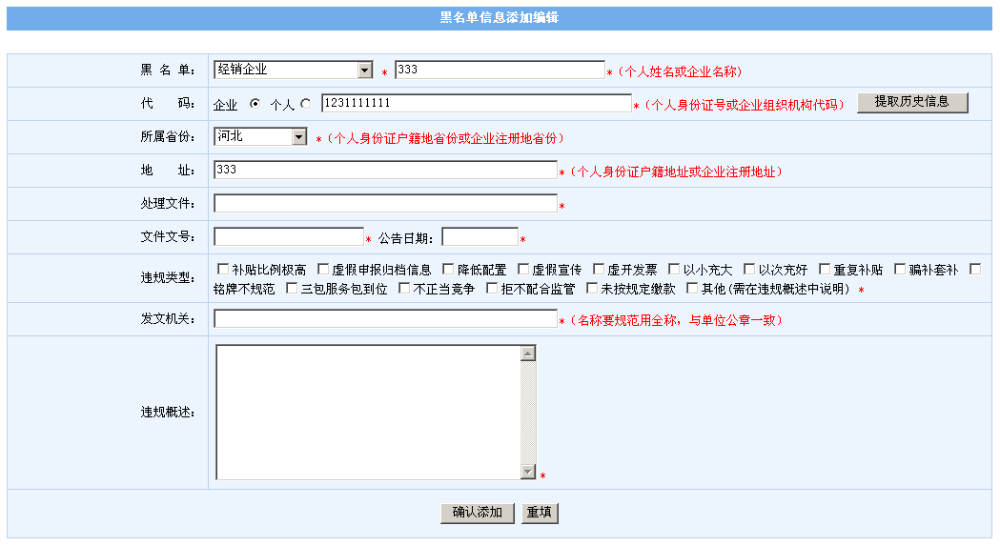 黑名单信息添加编辑
黑 名 单： 经销企业 * 333 *（个人姓名或企业名称）
代 码： 企业 个人 1231111111 *（个人身份证号或企业组织机构代码） 提取历史信息
所属省份： 河北 *（个人身份证户籍地省份或企业注册地省份）
地 址： 333 *（个人身份证户籍地址或企业注册地址）
处理文件： *
文件文号： * 公告日期： *
违规类型： 补贴比例极高 虚假申报归档信息 降低配置 虚假宣传 虚开发票 以小充大 以次充好 重复补贴 骗补套补
铭牌不规范 三包服务包到位 不正当竞争 拒不配合监管 未按规定缴款 其他(需在违规概述中说明) *
发文机关： *（名称要规范用全称，与单位公章一致）
违规概述： *
确认添加 重填